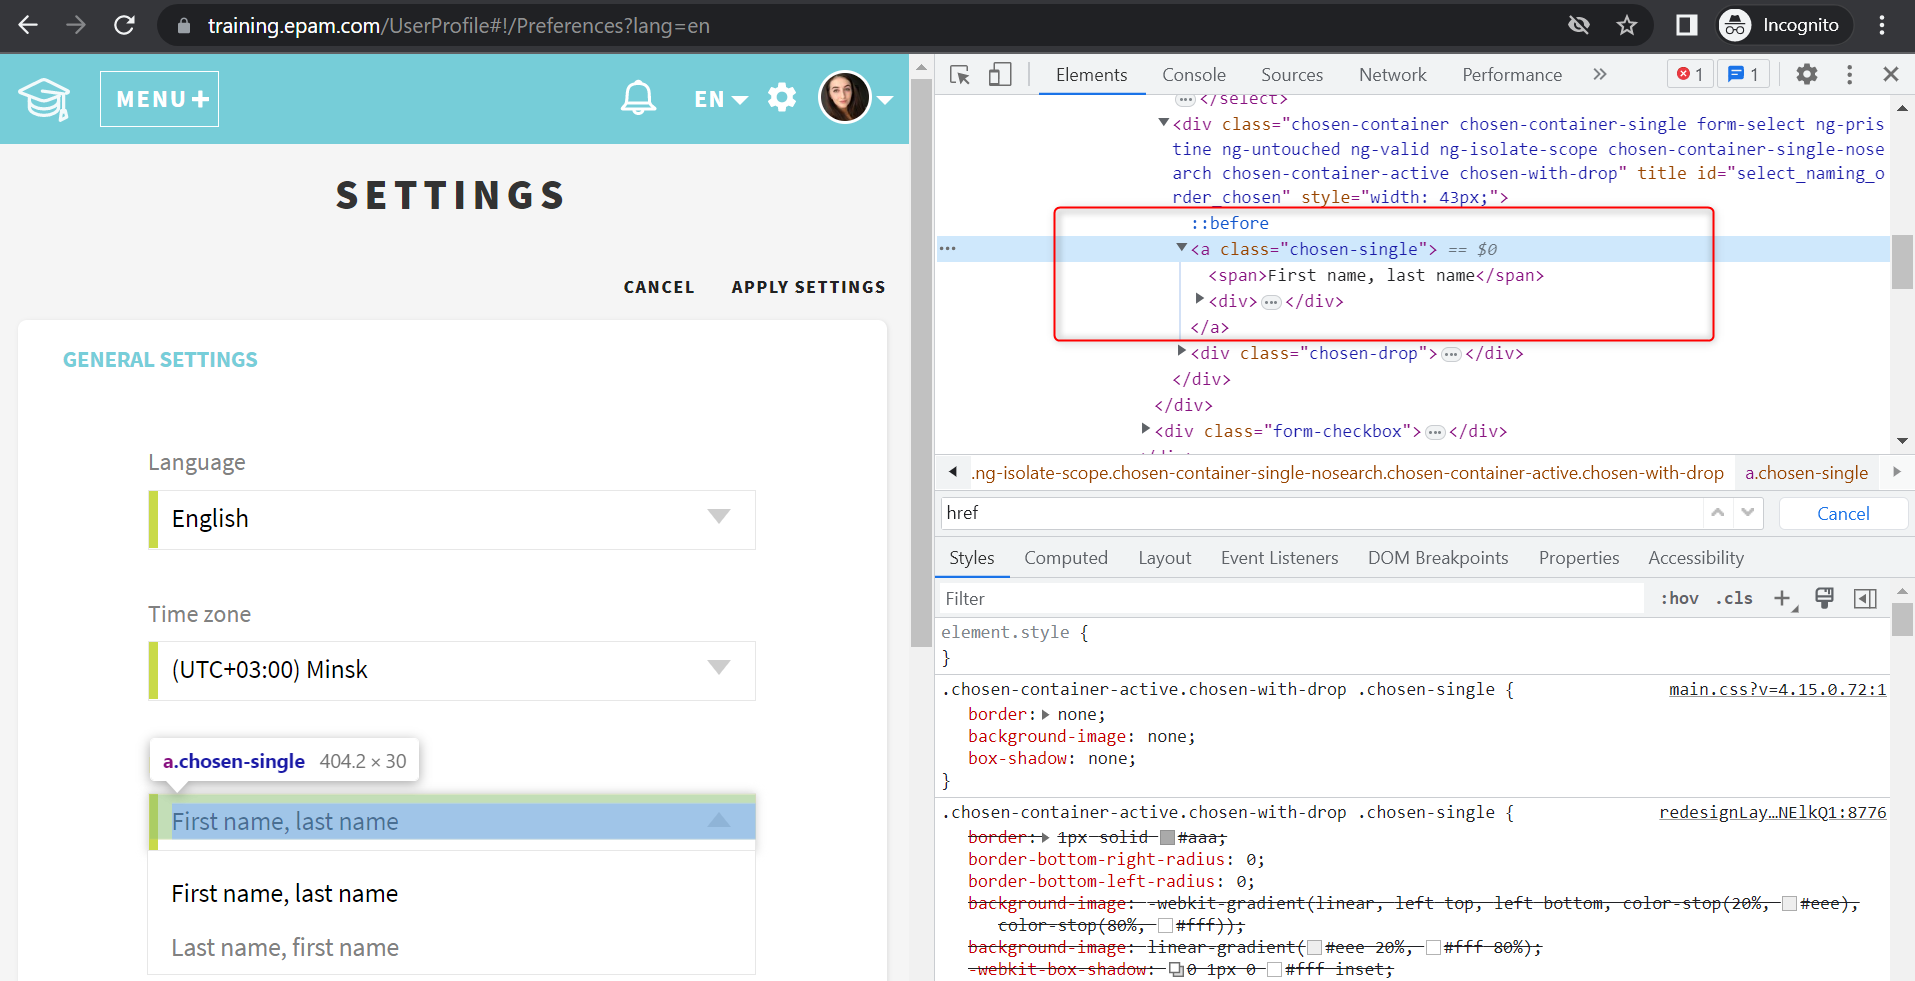 training.epam.com/UserProfile#!/Preferences?lang=en
Incognito
MENU+
EN
SETTINGS
CANCEL
APPLY SETTINGS
GENERAL SETTINGS
Language
English
Time zone
(UTC+03:00) Minsk
a.chosen-single 404.2 × 30
First name, last name
First name, last name
Last name, first name
Elements
Console
Sources
Network
Performance
»
1
1
… </select>
<div class="chosen-container chosen-container-single form-select ng-pris
tine ng-untouched ng-valid ng-isolate-scope chosen-container-single-nose
arch chosen-container-active chosen-with-drop" title id="select_naming_o
rder_chosen" style="width: 43px;">
::before
… <a class="chosen-single"> == $0
<span>First name, last name</span>
<div> … </div>
</a>
<div class="chosen-drop"> … </div>
</div>
</div>
<div class="form-checkbox"> … </div>
.ng-isolate-scope.chosen-container-single-nosearch.chosen-container-active.chosen-with-drop
a.chosen-single
href
Cancel
Styles
Computed
Layout
Event Listeners
DOM Breakpoints
Properties
Accessibility
Filter
:hov
.cls
+
element.style {
}
.chosen-container-active.chosen-with-drop .chosen-single {
main.css?v=4.15.0.72:1
border: none;
background-image: none;
box-shadow: none;
}
.chosen-container-active.chosen-with-drop .chosen-single {
redesignLay…NElkQ1:8776
border: 1px solid #aaa;
border-bottom-right-radius: 0;
border-bottom-left-radius: 0;
background-image: -webkit-gradient(linear, left top, left bottom, color-stop(20%, #eee),
color-stop(80%, #fff));
background-image: linear-gradient(#eee 20%, #fff 80%);
-webkit-box-shadow: 0 1px 0 #fff inset;